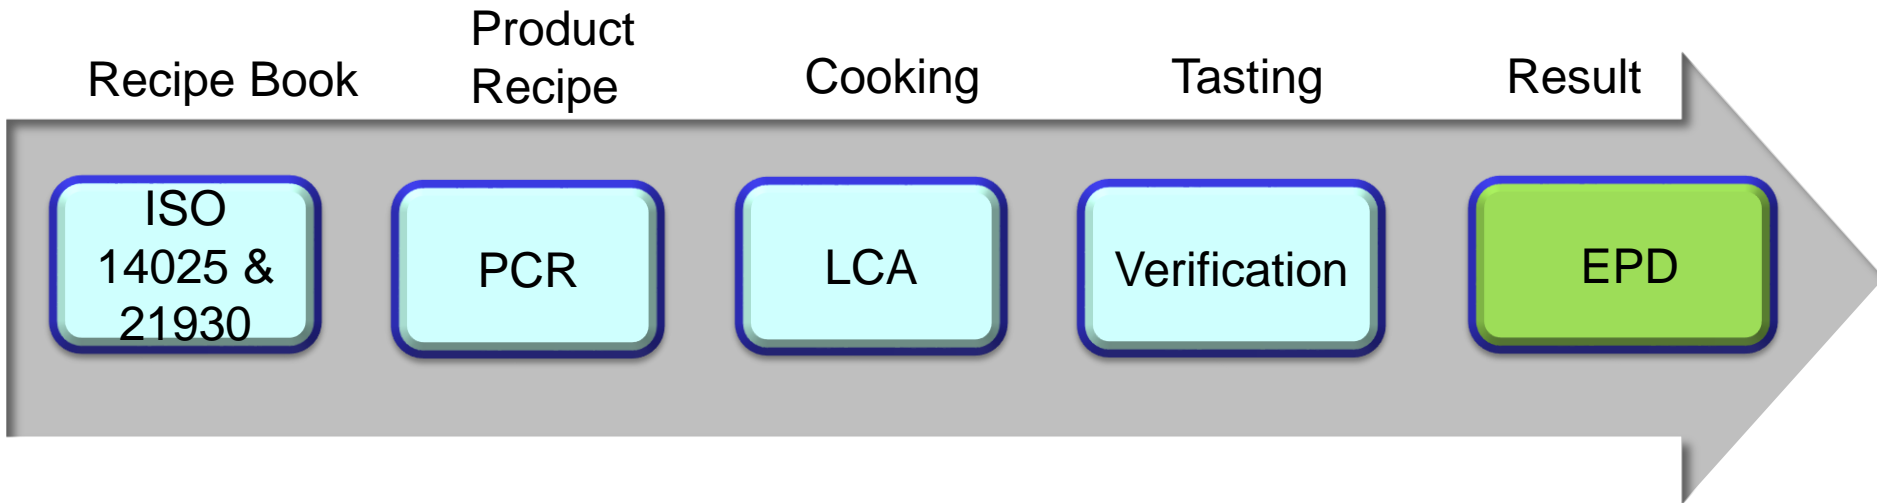 Recipe Book
Product
Recipe
Cooking
Tasting
Result
ISO
14025 &
21930
PCR
LCA
Verification
EPD